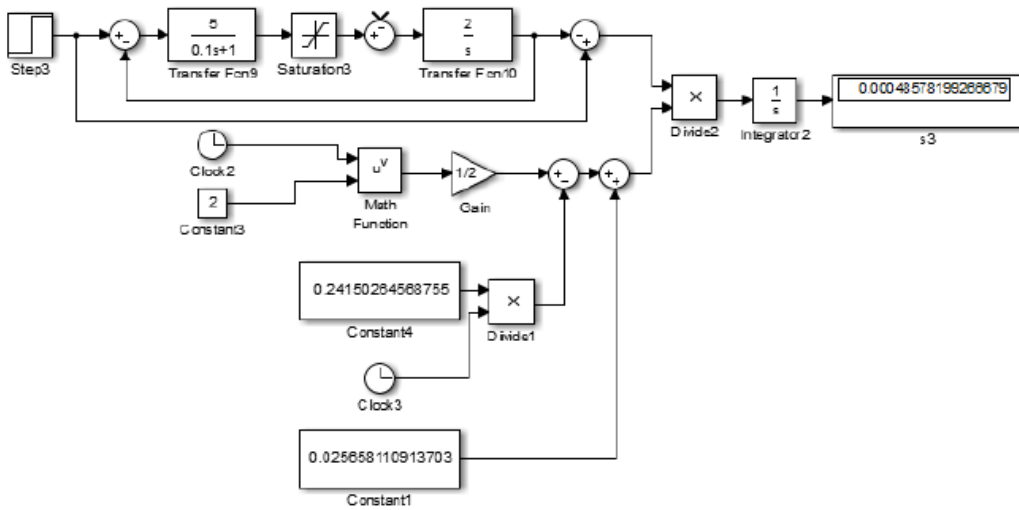 5
0.1s+1
2
s
Step3
Transfer Fcn9
Saturation3
Transfer Fcn10
×
Divide2
1
s
Integrator2
0.00048578199266679
s3
Clock2
2
Constant3
u^v
Math
Function
1/2
Gain
0.24150264568755
Constant4
×
Divide1
Clock3
0.025658110913703
Constant1